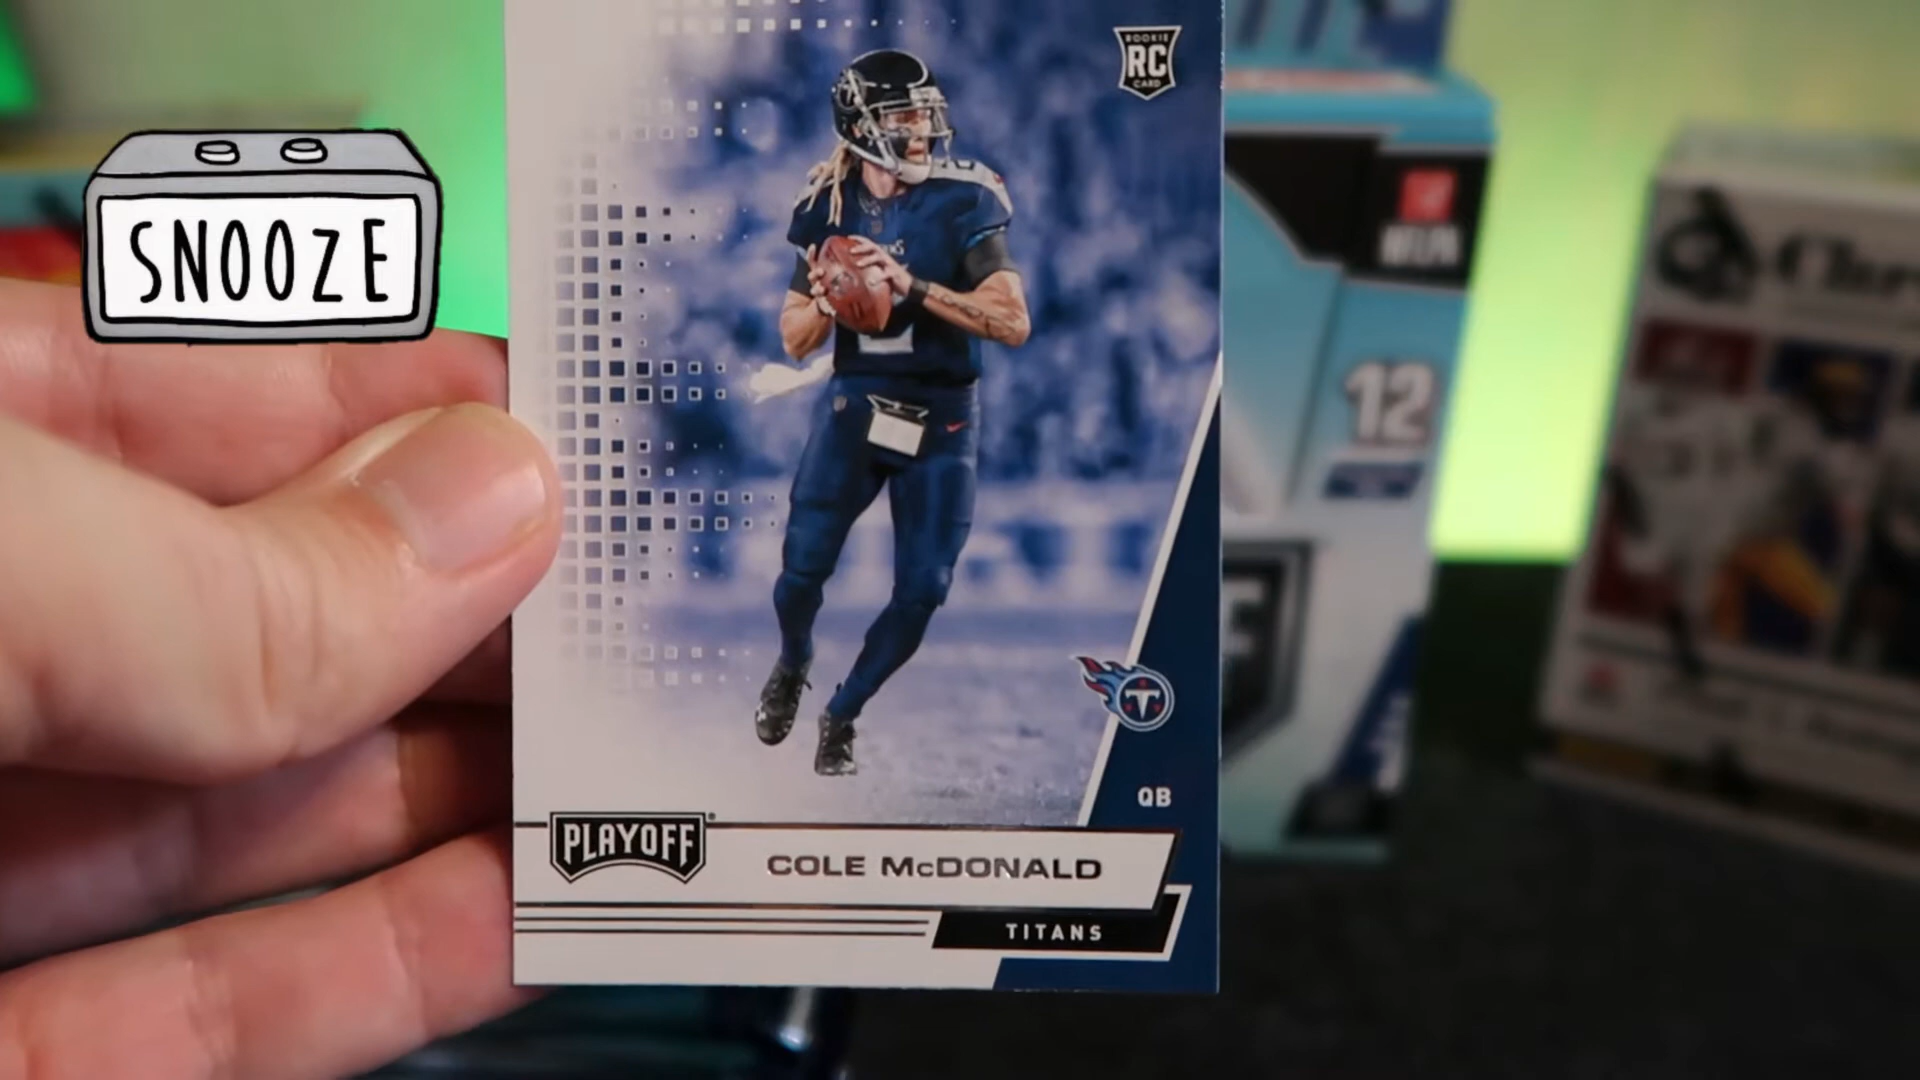 SNOOZE
ROOKIE
RC
CARD
12
QB
PLAYOFF
COLE McDONALD
TITANS